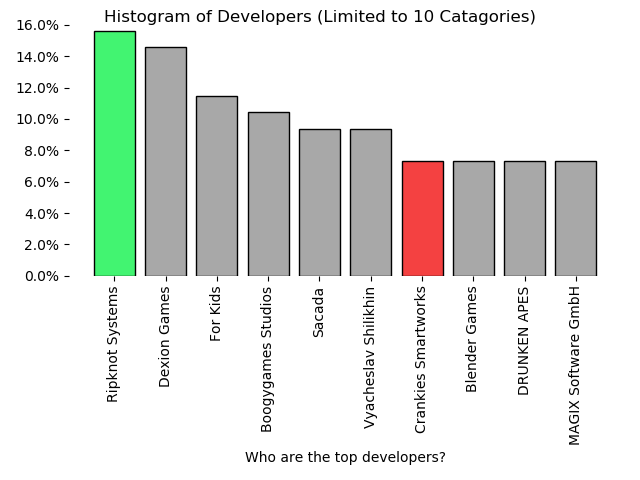 Histogram of Developers (Limited to 10 Catagories)
16.0%
14.0%
12.0%
10.0%
8.0%
6.0%
4.0%
2.0%
0.0%
Ripknot Systems
Dexion Games
For Kids
Boogygames Studios
Sacada
Vyacheslav Shilikhin
Crankies Smartworks
Blender Games
DRUNKEN APES
MAGIX Software GmbH
Who are the top developers?